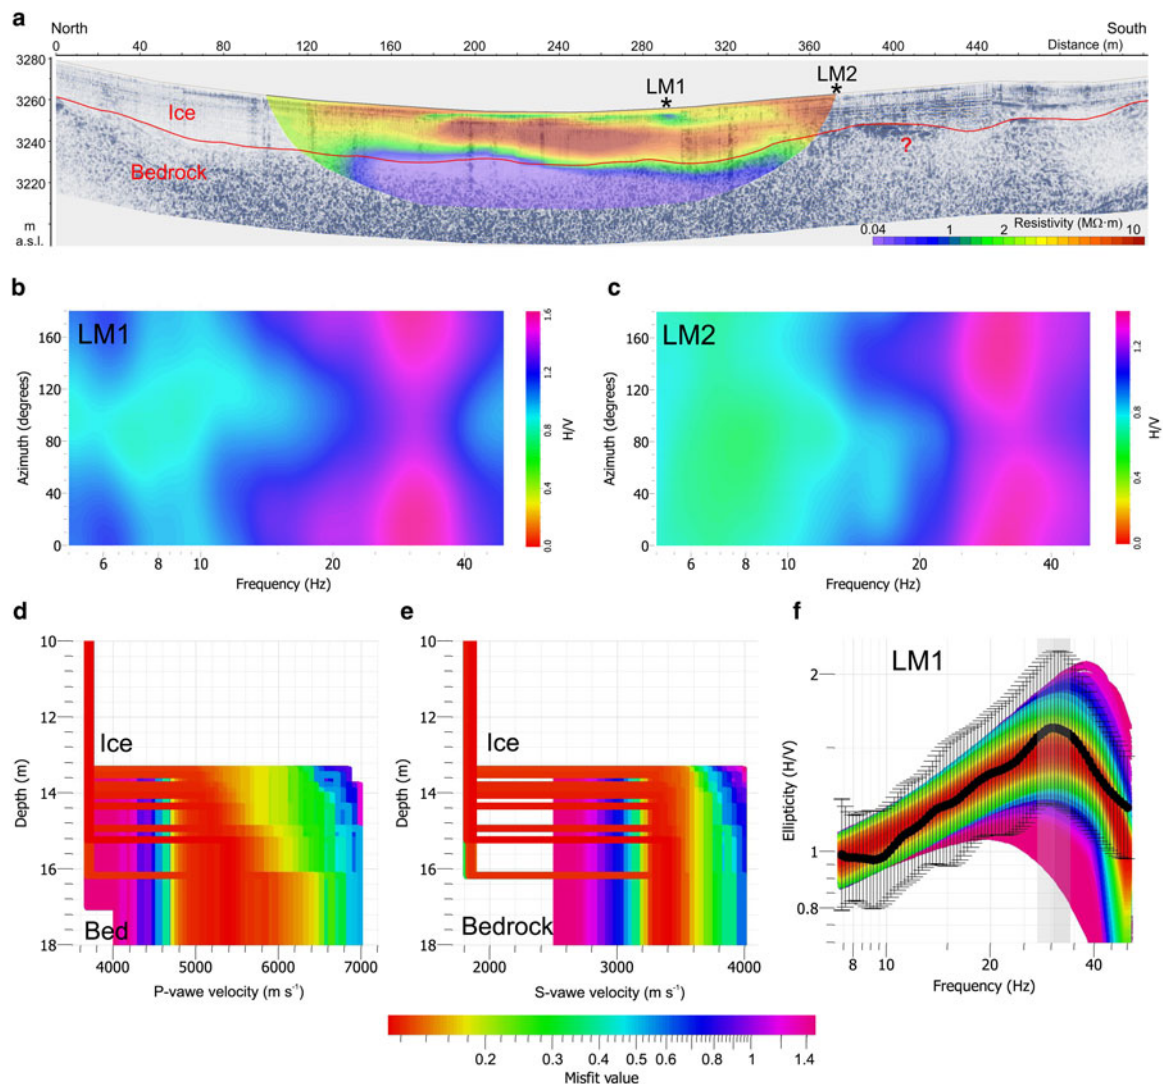 a
North South
0 40 80 100 120 160 200 240 280 320 360 400 440 Distance (m)
3280
3260
3240
3220
m
a.s.l.
LM1
LM2
Ice
Bedrock
?
Resistivity (MΩ·m)
0.04 1 2 10
b
LM1
Azimuth (degrees)
160
120
80
40
0
6 8 10 20 40
Frequency (Hz)
1.6
1.2
0.8
0.4
0.0
H/V
c
LM2
Azimuth (degrees)
160
120
80
40
0
6 8 10 20 40
Frequency (Hz)
1.2
0.8
0.4
0.0
H/V
d
Depth (m)
10
12
14
16
18
Ice
Bed
4000 5000 6000 7000
P-vawe velocity (m s⁻¹)
e
Depth (m)
10
12
14
16
18
Ice
Bedrock
2000 3000 4000
S-vawe velocity (m s⁻¹)
f
LM1
Ellipticity (H/V)
2
1
0.8
8 10 20 40
Frequency (Hz)
0.2 0.3 0.4 0.5 0.6 0.8 1 1.4
Misfit value